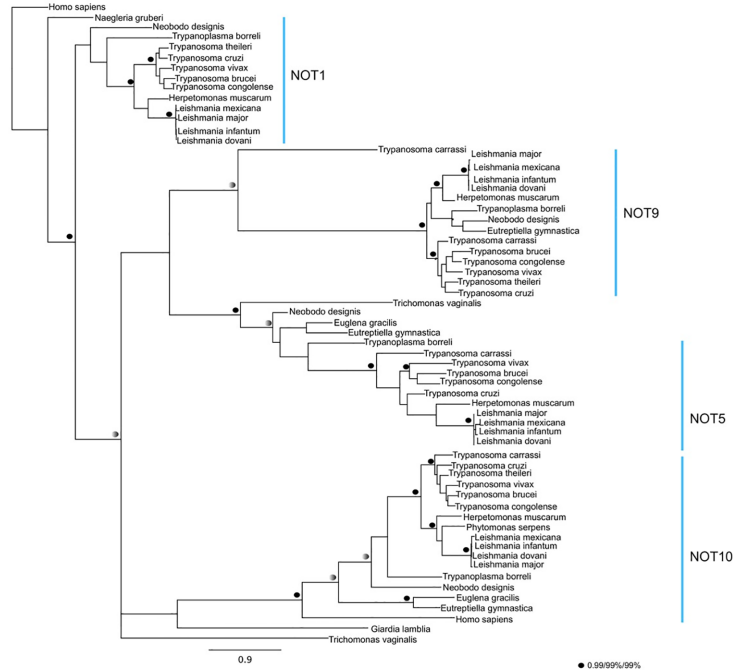 Homo sapiens
Naegleria gruberi
Neobodo designis
Trypanoplasma borreli
Trypanosoma theileri
Trypanosoma cruzi
Trypanosoma vivax
Trypanosoma brucei
Trypanosoma congolense
Herpetomonas muscarum
Leishmania mexicana
Leishmania major
Leishmania infantum
Leishmania dovani
NOT1
Trypanosoma carrassi
Leishmania major
Leishmania mexicana
Leishmania infantum
Leishmania dovani
Herpetomonas muscarum
Trypanoplasma borreli
Neobodo designis
Eutreptiella gymnastica
Trypanosoma carrassi
Trypanosoma brucei
Trypanosoma congolense
Trypanosoma vivax
Trypanosoma theileri
Trypanosoma cruzi
NOT9
Trichomonas vaginalis
Neobodo designis
Euglena gracilis
Eutreptiella gymnastica
Trypanoplasma borreli
Trypanosoma carrassi
Trypanosoma vivax
Trypanosoma brucei
Trypanosoma congolense
Trypanosoma cruzi
Herpetomonas muscarum
Leishmania major
Leishmania mexicana
Leishmania infantum
Leishmania dovani
NOT5
Trypanosoma carrassi
Trypanosoma cruzi
Trypanosoma theileri
Trypanosoma vivax
Trypanosoma brucei
Trypanosoma congolense
Herpetomonas muscarum
Phytomonas serpens
Leishmania mexicana
Leishmania infantum
Leishmania dovani
Leishmania major
Trypanoplasma borreli
Neobodo designis
Euglena gracilis
Eutreptiella gymnastica
Homo sapiens
NOT10
Giardia lamblia
Trichomonas vaginalis
0.9
0.99/99%/99%